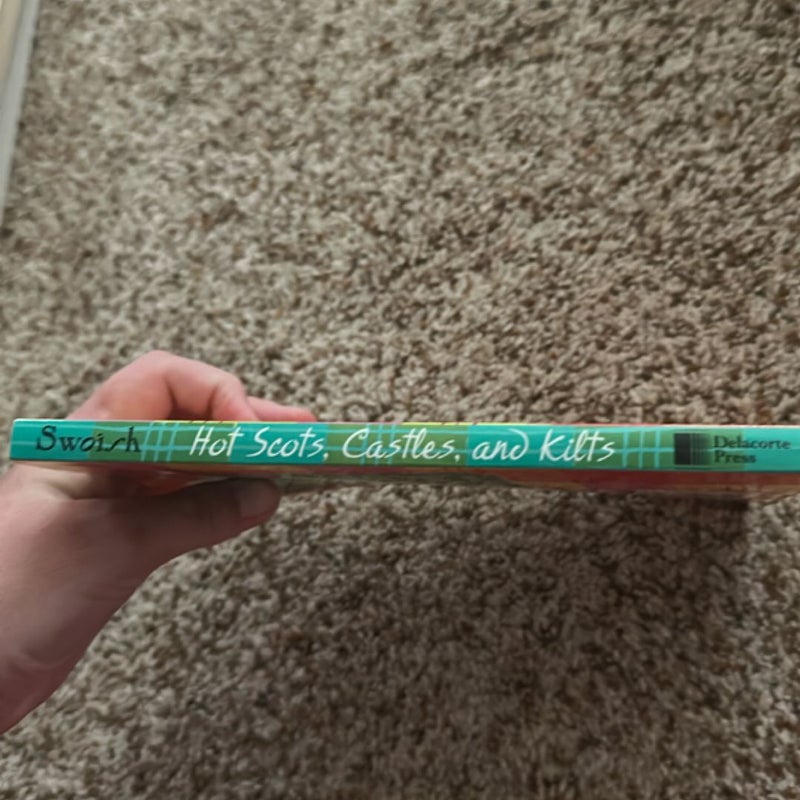 Swoish
Hot Scots, Castles, and Kilts
Delacorte
Press